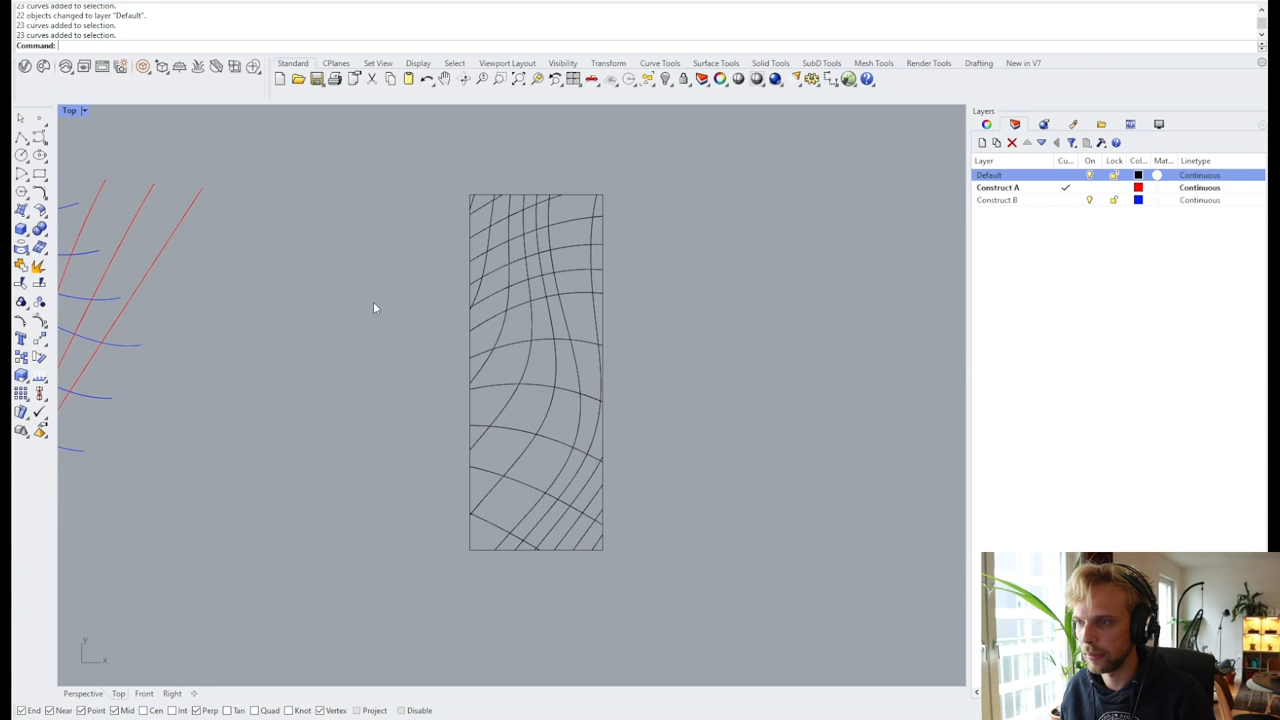 23 curves added to selection.
22 objects changed to layer "Default".
23 curves added to selection.
23 curves added to selection.
Command:
Standard CPlanes Set View Display Select Viewport Layout Visibility Transform Curve Tools Surface Tools Solid Tools SubD Tools Mesh Tools Render Tools Drafting New in V7
Top
Layers
Layer Cu... On Lock Col... Mat... Linetype
Default Continuous
Construct A Continuous
Construct B Continuous
y
x
Perspective Top Front Right
End Near Point Mid Cen Int Perp Tan Quad Knot Vertex Project Disable